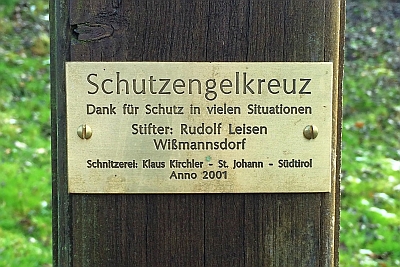 Schutzengelkreuz
Dank für Schutz in vielen Situationen
Stifter: Rudolf Leisen
Wißmannsdorf
Schnitzerei: Klaus Kirchler - St. Johann - Südtirol
Anno 2001